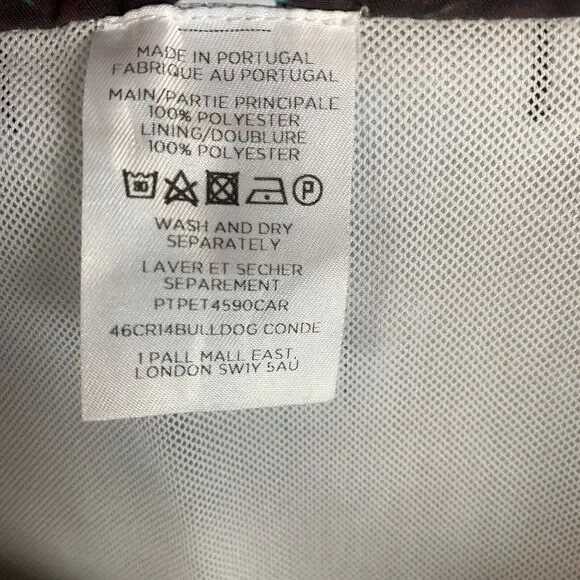 MADE IN PORTUGAL
FABRIQUE AU PORTUGAL
MAIN/PARTIE PRINCIPALE
100% POLYESTER
LINING/DOUBLURE
100% POLYESTER
30 P
WASH AND DRY
SEPARATELY
LAVER ET SECHER
SEPAREMENT
PTPET4590CAR
46CR14BULLDOG CONDE
1 PALL MALL EAST,
LONDON SW1Y 5AU